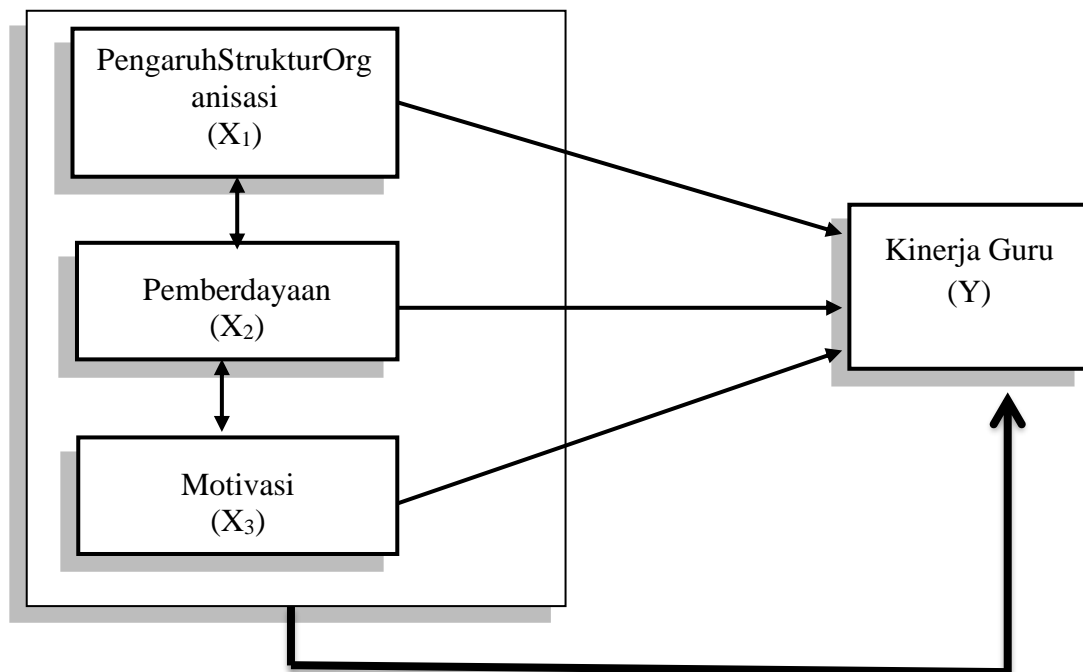 PengaruhStrukturOrg
anisasi
(X₁)
Pemberdayaan
(X₂)
Motivasi
(X₃)
Kinerja Guru
(Y)